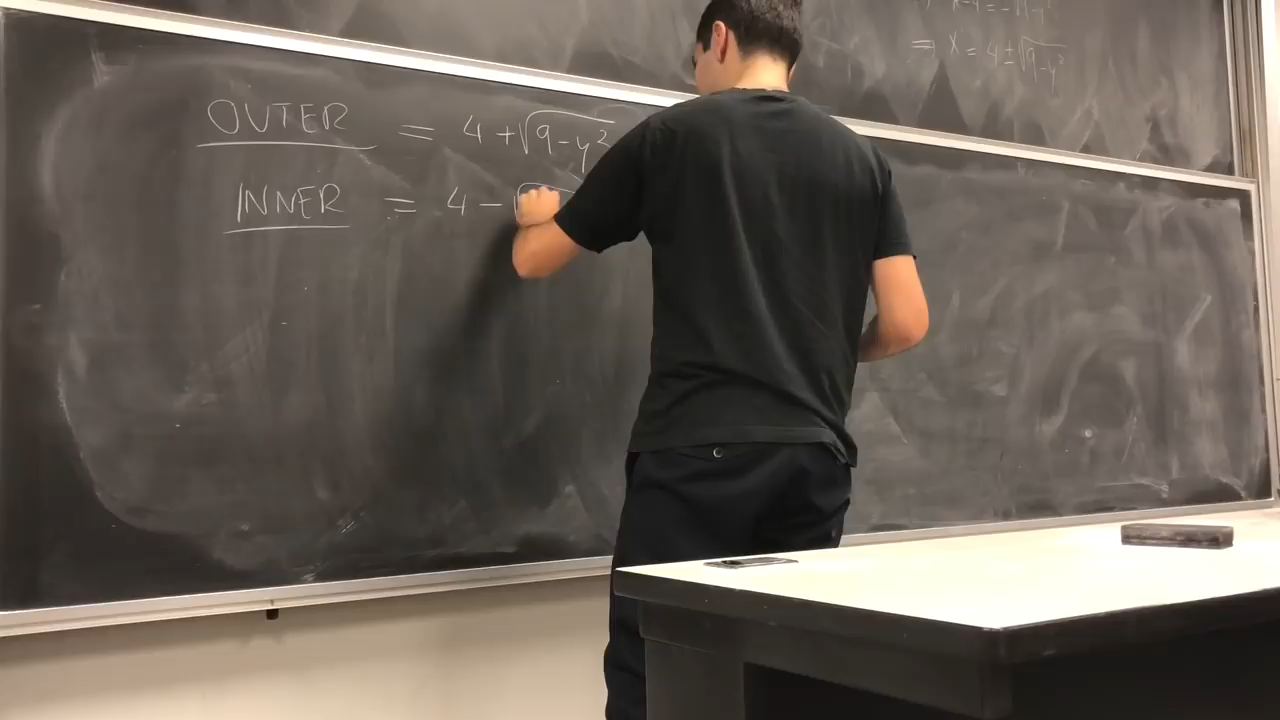 ⇒ X = 4 ± √9-y²
OUTER = 4 + √9-y²
INNER = 4 - √